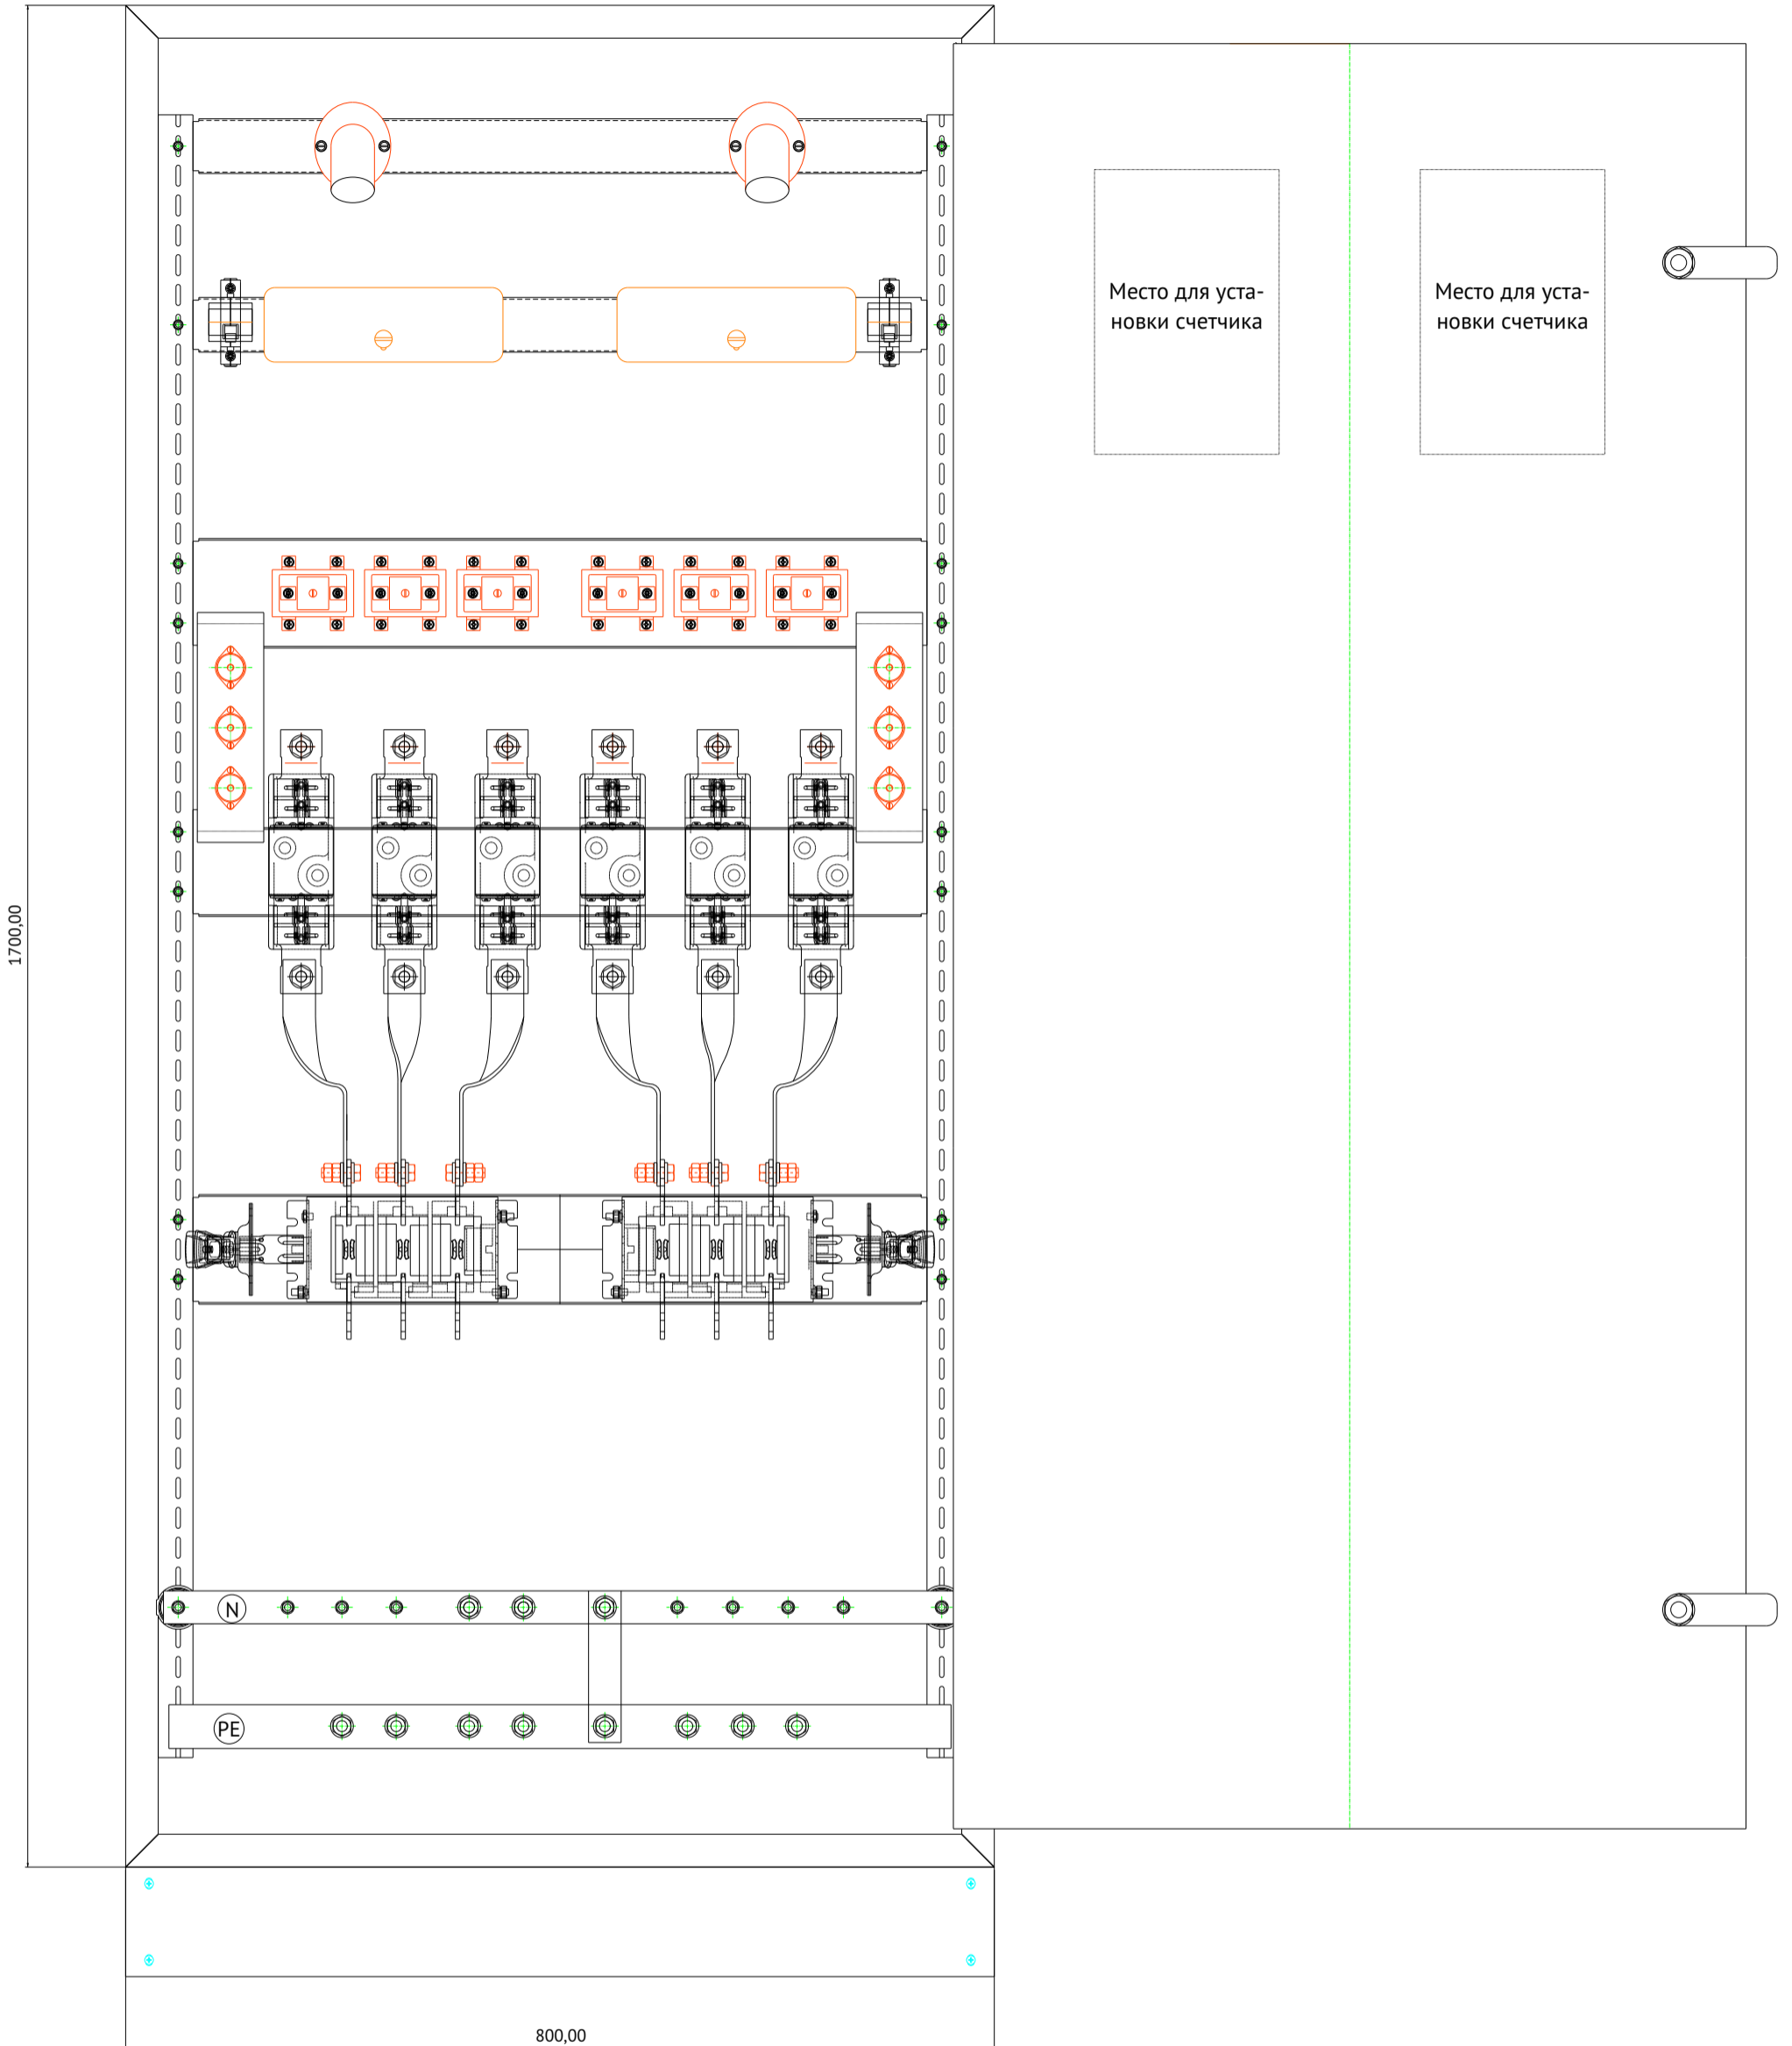 Место для уста-
новки счетчика
Место для уста-
новки счетчика
1700,00
N
PE
800,00